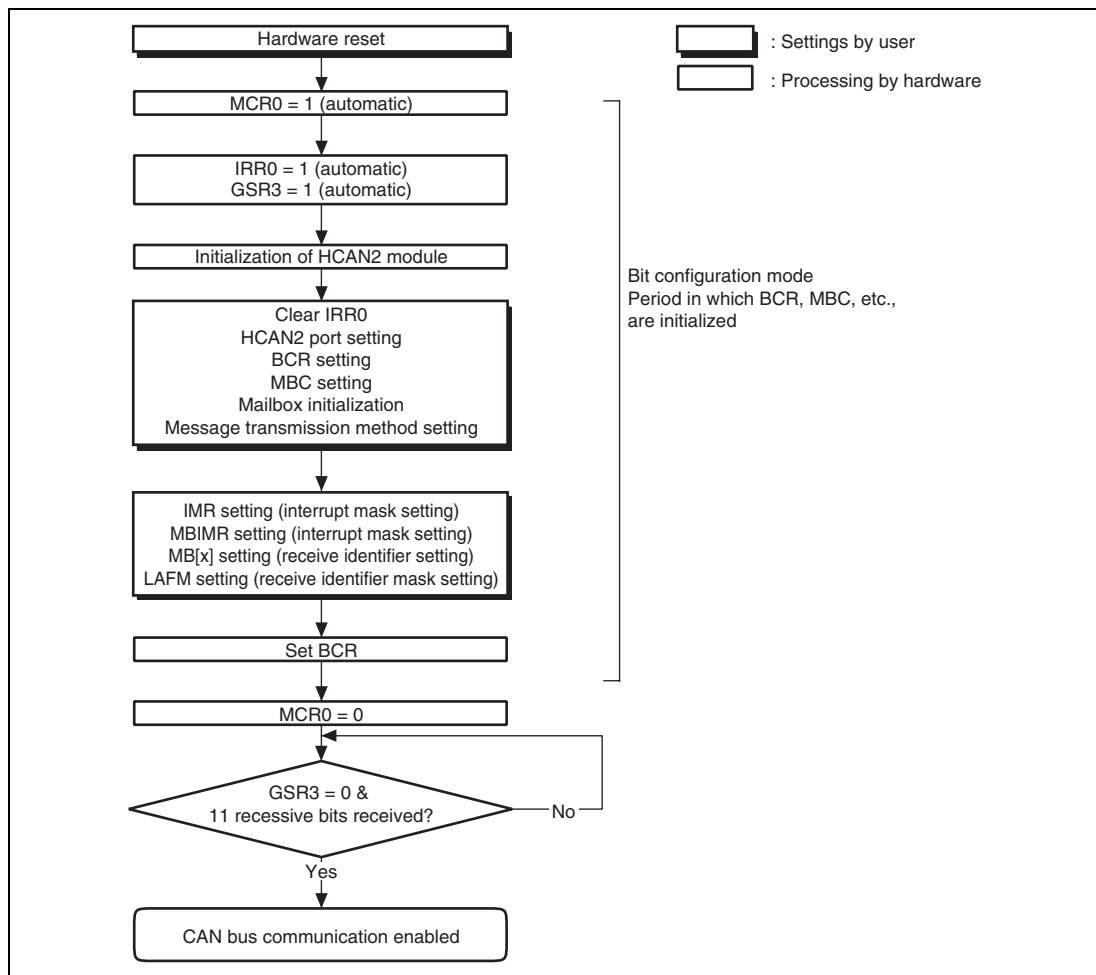 Hardware reset
: Settings by user
: Processing by hardware
MCR0 = 1 (automatic)
IRR0 = 1 (automatic)
GSR3 = 1 (automatic)
Initialization of HCAN2 module
Bit configuration mode
Period in which BCR, MBC, etc.,
are initialized
Clear IRR0
HCAN2 port setting
BCR setting
MBC setting
Mailbox initialization
Message transmission method setting
IMR setting (interrupt mask setting)
MBIMR setting (interrupt mask setting)
MB[x] setting (receive identifier setting)
LAFM setting (receive identifier mask setting)
Set BCR
MCR0 = 0
GSR3 = 0 &
11 recessive bits received?
No
Yes
CAN bus communication enabled